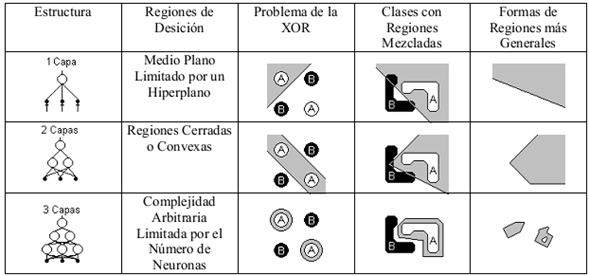 Estructura
Regiones de
Desición
Problema de la
XOR
Clases con
Regiones
Mezcladas
Formas de
Regiones más
Generales
1 Capa
Medio Plano
Limitado por un
Hiperplano
A B
B A
B A
2 Capas
Regiones Cerradas
o Convexas
A B
B A
B A
3 Capas
Complejidad
Arbitraria
Limitada por el
Número de
Neuronas
A B
B A
B A